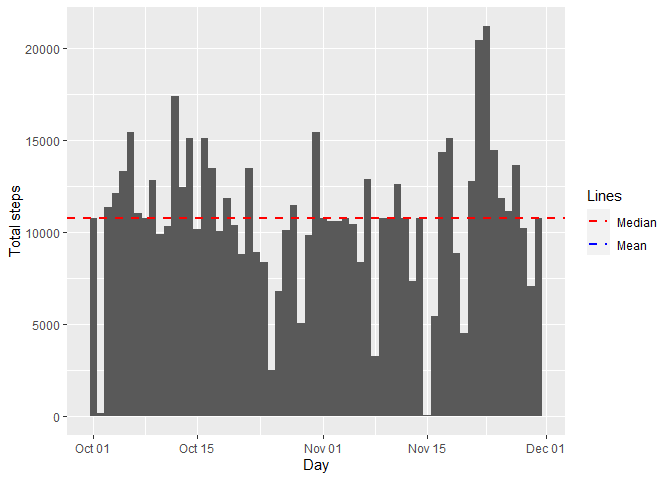 20000
15000
10000
5000
0
Total steps
Oct 01 Oct 15 Nov 01 Nov 15 Dec 01
Day
Lines
Median
Mean